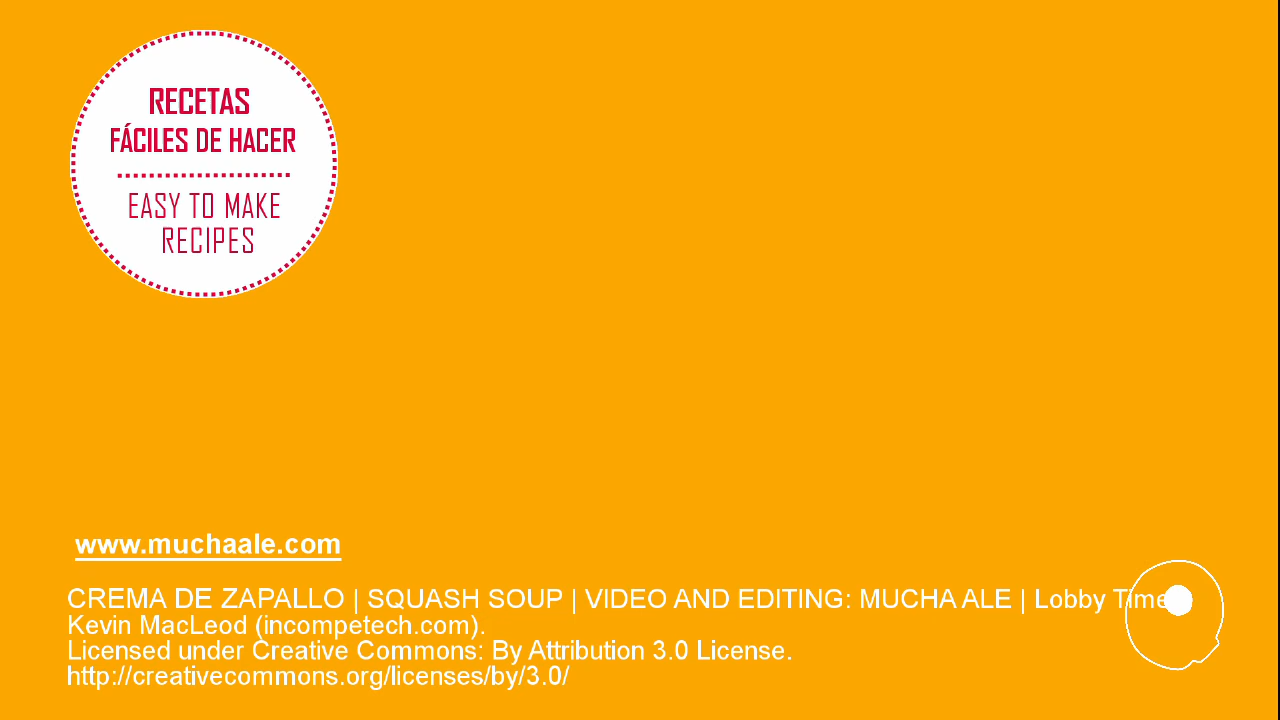 RECETAS
FÁCILES DE HACER
EASY TO MAKE
RECIPES
www.muchaale.com
CREMA DE ZAPALLO | SQUASH SOUP | VIDEO AND EDITING: MUCHA ALE | Lobby Time
Kevin MacLeod (incompetech.com).
Licensed under Creative Commons: By Attribution 3.0 License.
http://creativecommons.org/licenses/by/3.0/